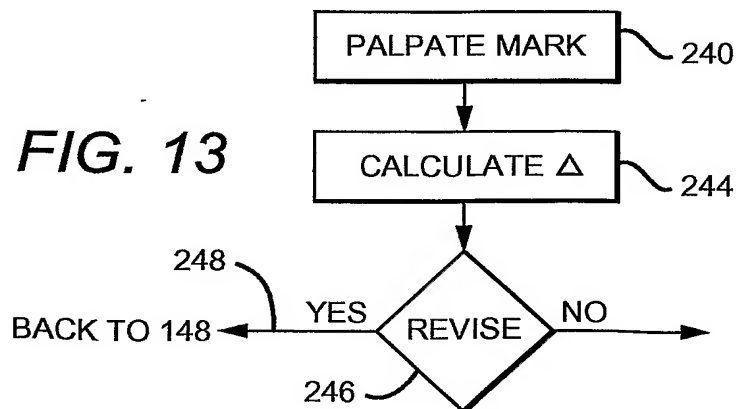 PALPATE MARK
240
FIG. 13
CALCULATE △
244
248
YES
NO
BACK TO 148
REVISE
246